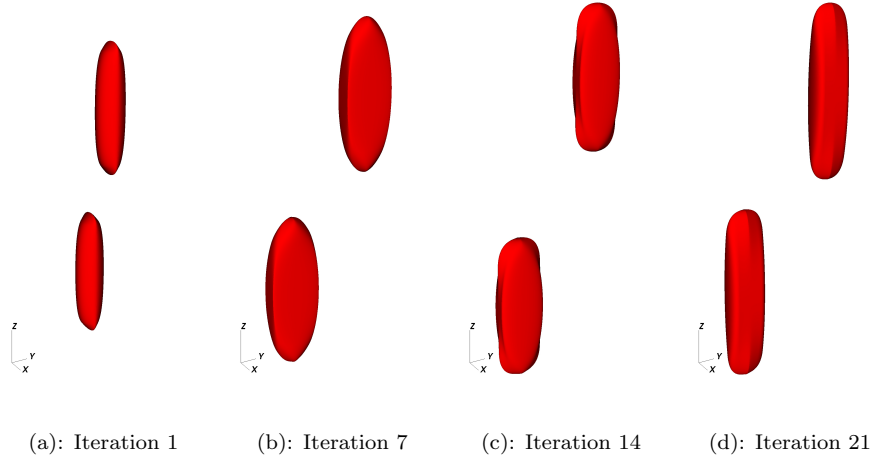 Z Y X Z Y X Z Y X Z Y X
(a): Iteration 1 (b): Iteration 7 (c): Iteration 14 (d): Iteration 21